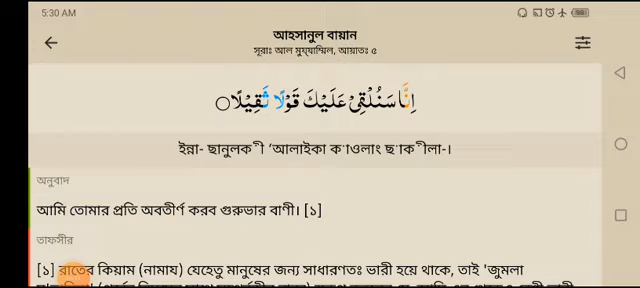 5:30 AM
আহসানুল বায়ান
সূরাঃ আল মুয্যাম্মিল, আয়াতঃ ৫
اِنَّا سَنُلْقِیْ عَلَیْكَ قَوْلًا ثَقِیْلًا
ইন্না- ছানুলকী 'আলাইকা কাওলাং ছাকীলা-।
অনুবাদ
আমি তোমার প্রতি অবতীর্ণ করব গুরুভার বাণী। [১]
তাফসীর
[১] রাতের কিয়াম (নামায) যেহেতু মানুষের জন্য সাধারণতঃ ভারী হয়ে থাকে, তাই 'জুমলা